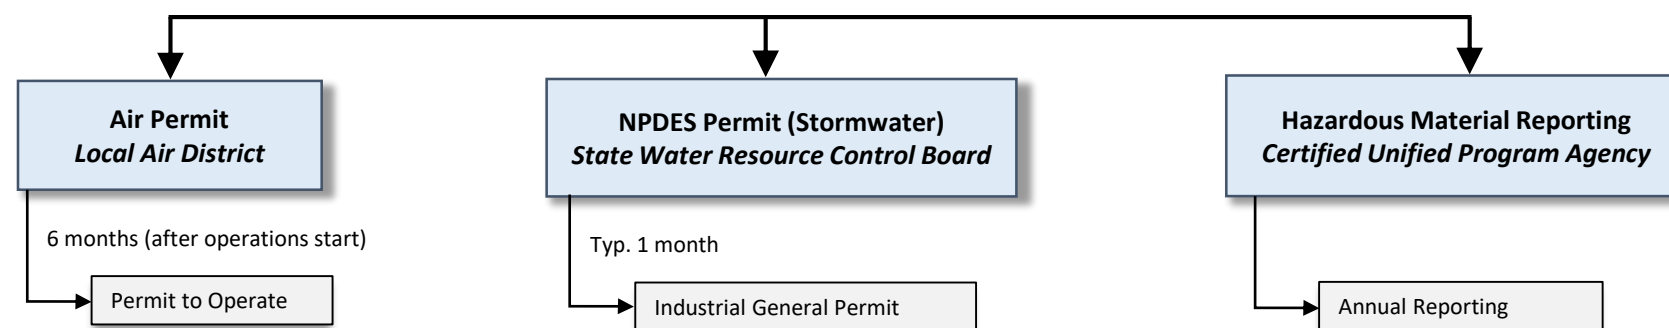 Air Permit
Local Air District
6 months (after operations start)
Permit to Operate
NPDES Permit (Stormwater)
State Water Resource Control Board
Typ. 1 month
Industrial General Permit
Hazardous Material Reporting
Certified Unified Program Agency
Annual Reporting